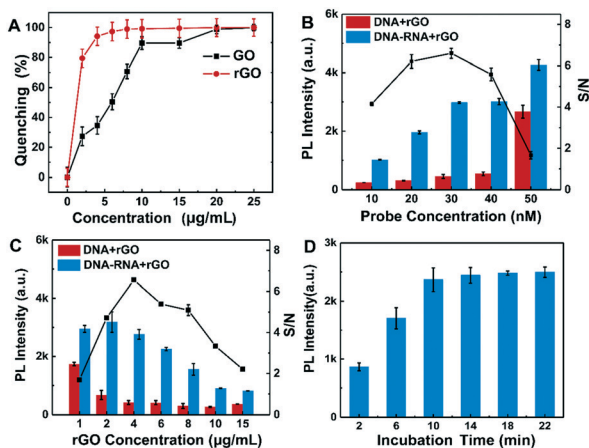 A
Quenching (%)
100
80
60
40
20
0
GO
rGO
0 5 10 15 20 25
Concentration (µg/mL)
B
DNA+rGO
DNA-RNA+rGO
PL Intensity (a.u.)
6k
4k
2k
0
S/N
8
6
4
2
0
10 20 30 40 50
Probe Concentration (nM)
C
DNA+rGO
DNA-RNA+rGO
PL Intensity (a.u.)
6k
4k
2k
0
S/N
8
6
4
2
0
1 2 4 6 8 10 15
rGO Concentration (µg/mL)
D
PL Intensity(a.u.)
3k
2k
1k
0
2 6 10 14 18 22
Incubation Time (min)